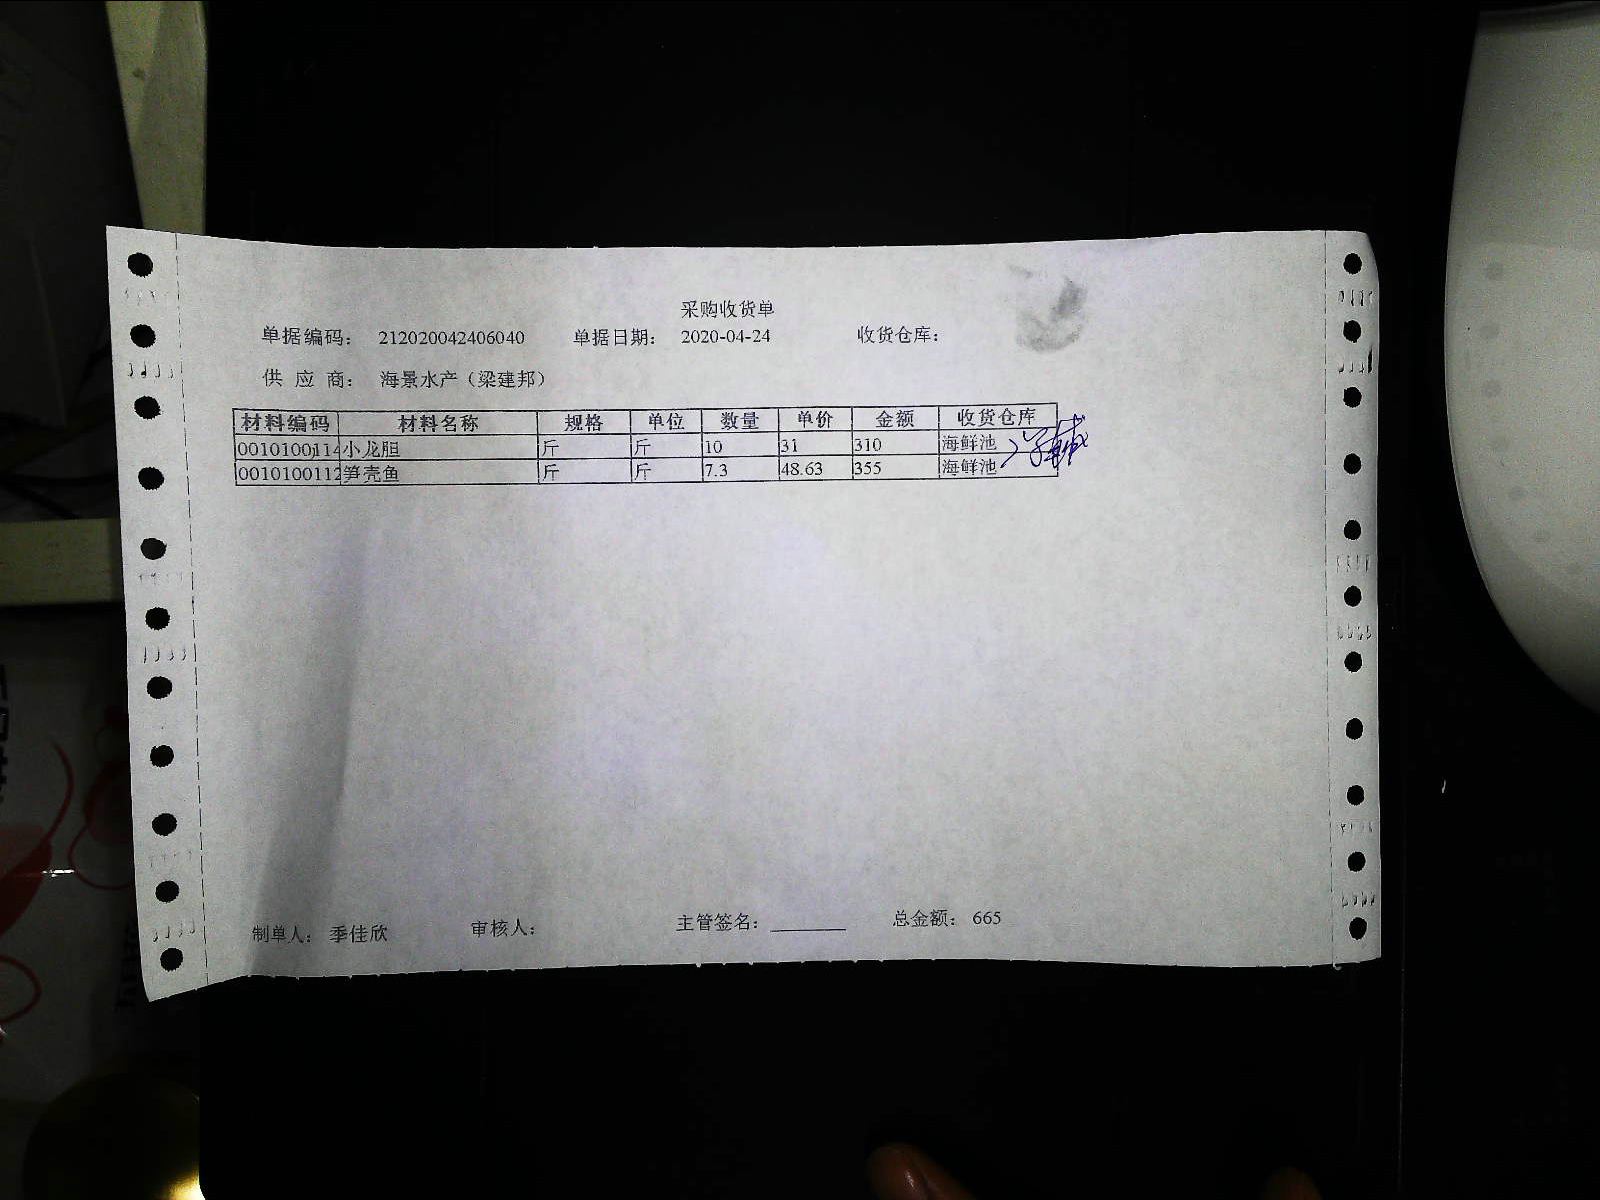 采购收货单
单据编码： 212020042406040 单据日期： 2020-04-24 收货仓库：
供 应 商： 海景水产（梁建邦）
材料编码 材料名称 规格 单位 数量 单价 金额 收货仓库
0010100114 小龙胆 斤 斤 10 31 310 海鲜池
0010100112 笋壳鱼 斤 斤 7.3 48.63 355 海鲜池
制单人： 季佳欣 审核人： 主管签名： 总金额： 665